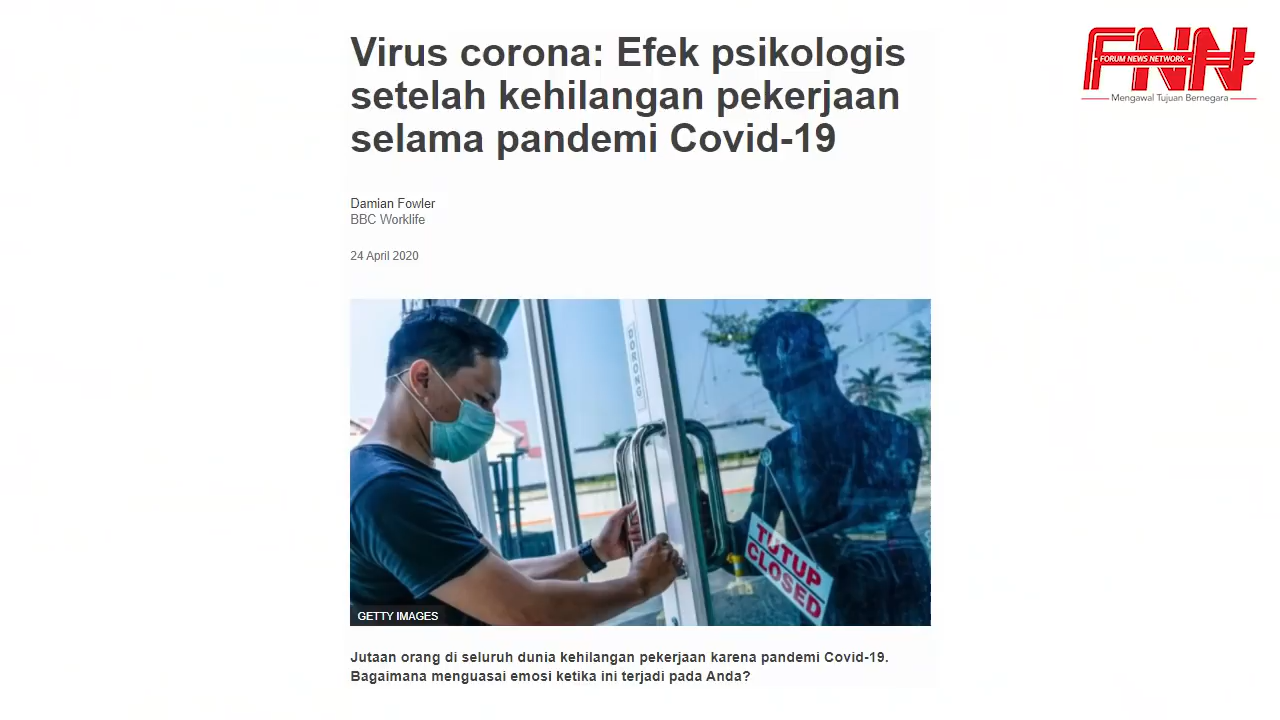 Virus corona: Efek psikologis
setelah kehilangan pekerjaan
selama pandemi Covid-19
FNN
FORUM NEWS NETWORK
Mengawal Tujuan Bernegara
Damian Fowler
BBC Worklife
24 April 2020
DORONG
TUTUP
CLOSED
GETTY IMAGES
Jutaan orang di seluruh dunia kehilangan pekerjaan karena pandemi Covid-19.
Bagaimana menguasai emosi ketika ini terjadi pada Anda?